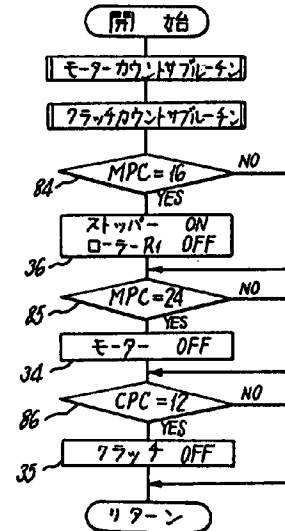 開 始
モーターカウントサブルーチン
クラッチカウントサブルーチン
MPC=16
NO
84
YES
ストッパー ON
ローラーR1 OFF
36
MPC=24
NO
85
YES
モーター OFF
34
CPC=12
NO
86
YES
クラッチ OFF
35
リターン